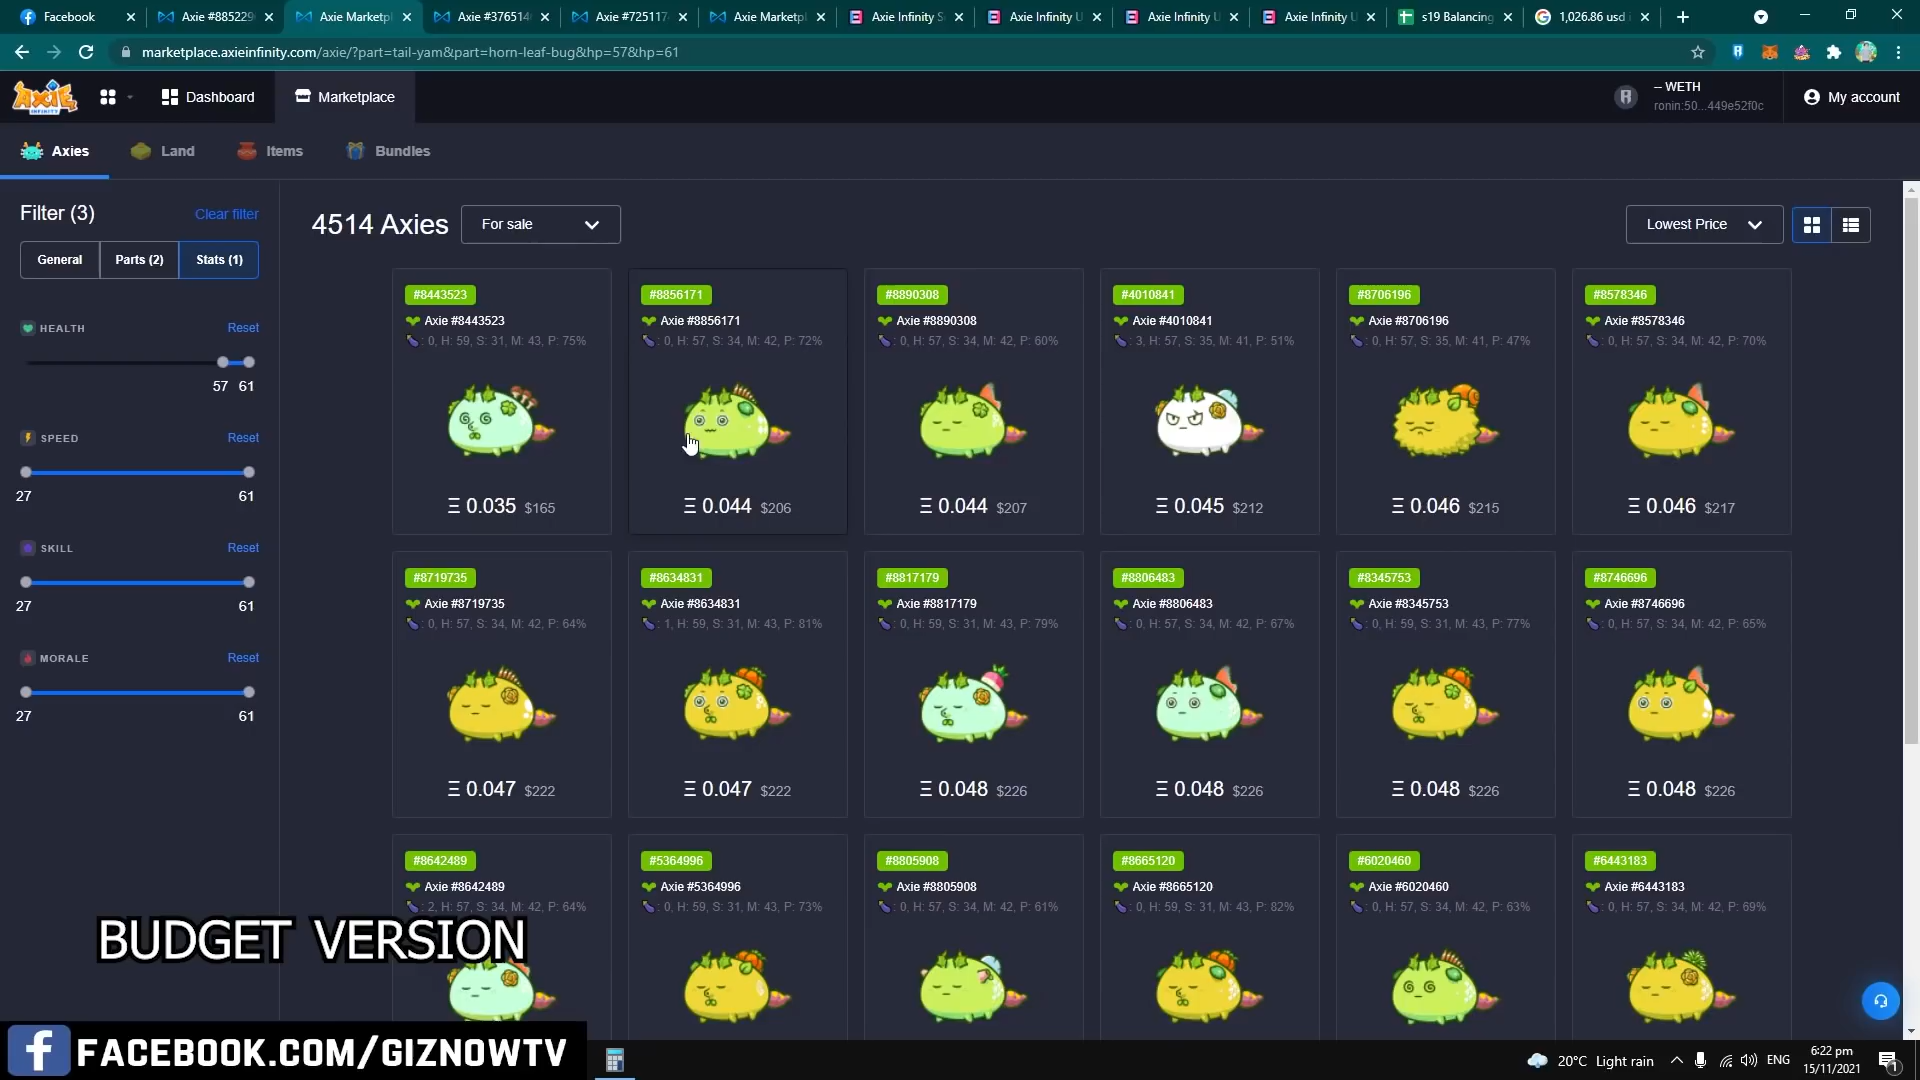 Facebook
Axie #885229
Axie Marketpl
Axie #376514
Axie #725117
Axie Marketpl
Axie Infinity S
Axie Infinity U
Axie Infinity U
Axie Infinity U
s19 Balancing
1,026.86 usd
marketplace.axieinfinity.com/axie/?part=tail-yam&part=horn-leaf-bug&hp=57&hp=61
AXIE INFINITY
Dashboard
Marketplace
-- WETH
ronin:50...449e52f0c
My account
Axies
Land
Items
Bundles
Filter (3)
Clear filter
General
Parts (2)
Stats (1)
HEALTH
Reset
57 61
SPEED
Reset
27 61
SKILL
Reset
27 61
MORALE
Reset
27 61
4514 Axies
For sale
Lowest Price
#8443523
Axie #8443523
: 0, H: 59, S: 31, M: 43, P: 75%
Ξ 0.035 $165
#8856171
Axie #8856171
: 0, H: 57, S: 34, M: 42, P: 72%
Ξ 0.044 $206
#8890308
Axie #8890308
: 0, H: 57, S: 34, M: 42, P: 60%
Ξ 0.044 $207
#4010841
Axie #4010841
: 3, H: 57, S: 35, M: 41, P: 51%
Ξ 0.045 $212
#8706196
Axie #8706196
: 0, H: 57, S: 35, M: 41, P: 47%
Ξ 0.046 $215
#8578346
Axie #8578346
: 0, H: 57, S: 34, M: 42, P: 70%
Ξ 0.046 $217
#8719735
Axie #8719735
: 0, H: 57, S: 34, M: 42, P: 64%
Ξ 0.047 $222
#8634831
Axie #8634831
: 1, H: 59, S: 31, M: 43, P: 81%
Ξ 0.047 $222
#8817179
Axie #8817179
: 0, H: 59, S: 31, M: 43, P: 79%
Ξ 0.048 $226
#8806483
Axie #8806483
: 0, H: 57, S: 34, M: 42, P: 67%
Ξ 0.048 $226
#8345753
Axie #8345753
: 0, H: 59, S: 31, M: 43, P: 77%
Ξ 0.048 $226
#8746696
Axie #8746696
: 0, H: 57, S: 34, M: 42, P: 65%
Ξ 0.048 $226
#8642489
Axie #8642489
: 2, H: 57, S: 34, M: 42, P: 64%
#5364996
Axie #5364996
: 0, H: 59, S: 31, M: 43, P: 73%
#8805908
Axie #8805908
: 0, H: 57, S: 34, M: 42, P: 61%
#8665120
Axie #8665120
: 0, H: 59, S: 31, M: 43, P: 82%
#6020460
Axie #6020460
: 0, H: 57, S: 34, M: 42, P: 63%
#6443183
Axie #6443183
: 0, H: 57, S: 34, M: 42, P: 69%
BUDGET VERSION
FACEBOOK.COM/GIZNOWTV
20°C Light rain
ENG
6:22 pm
15/11/2021
1